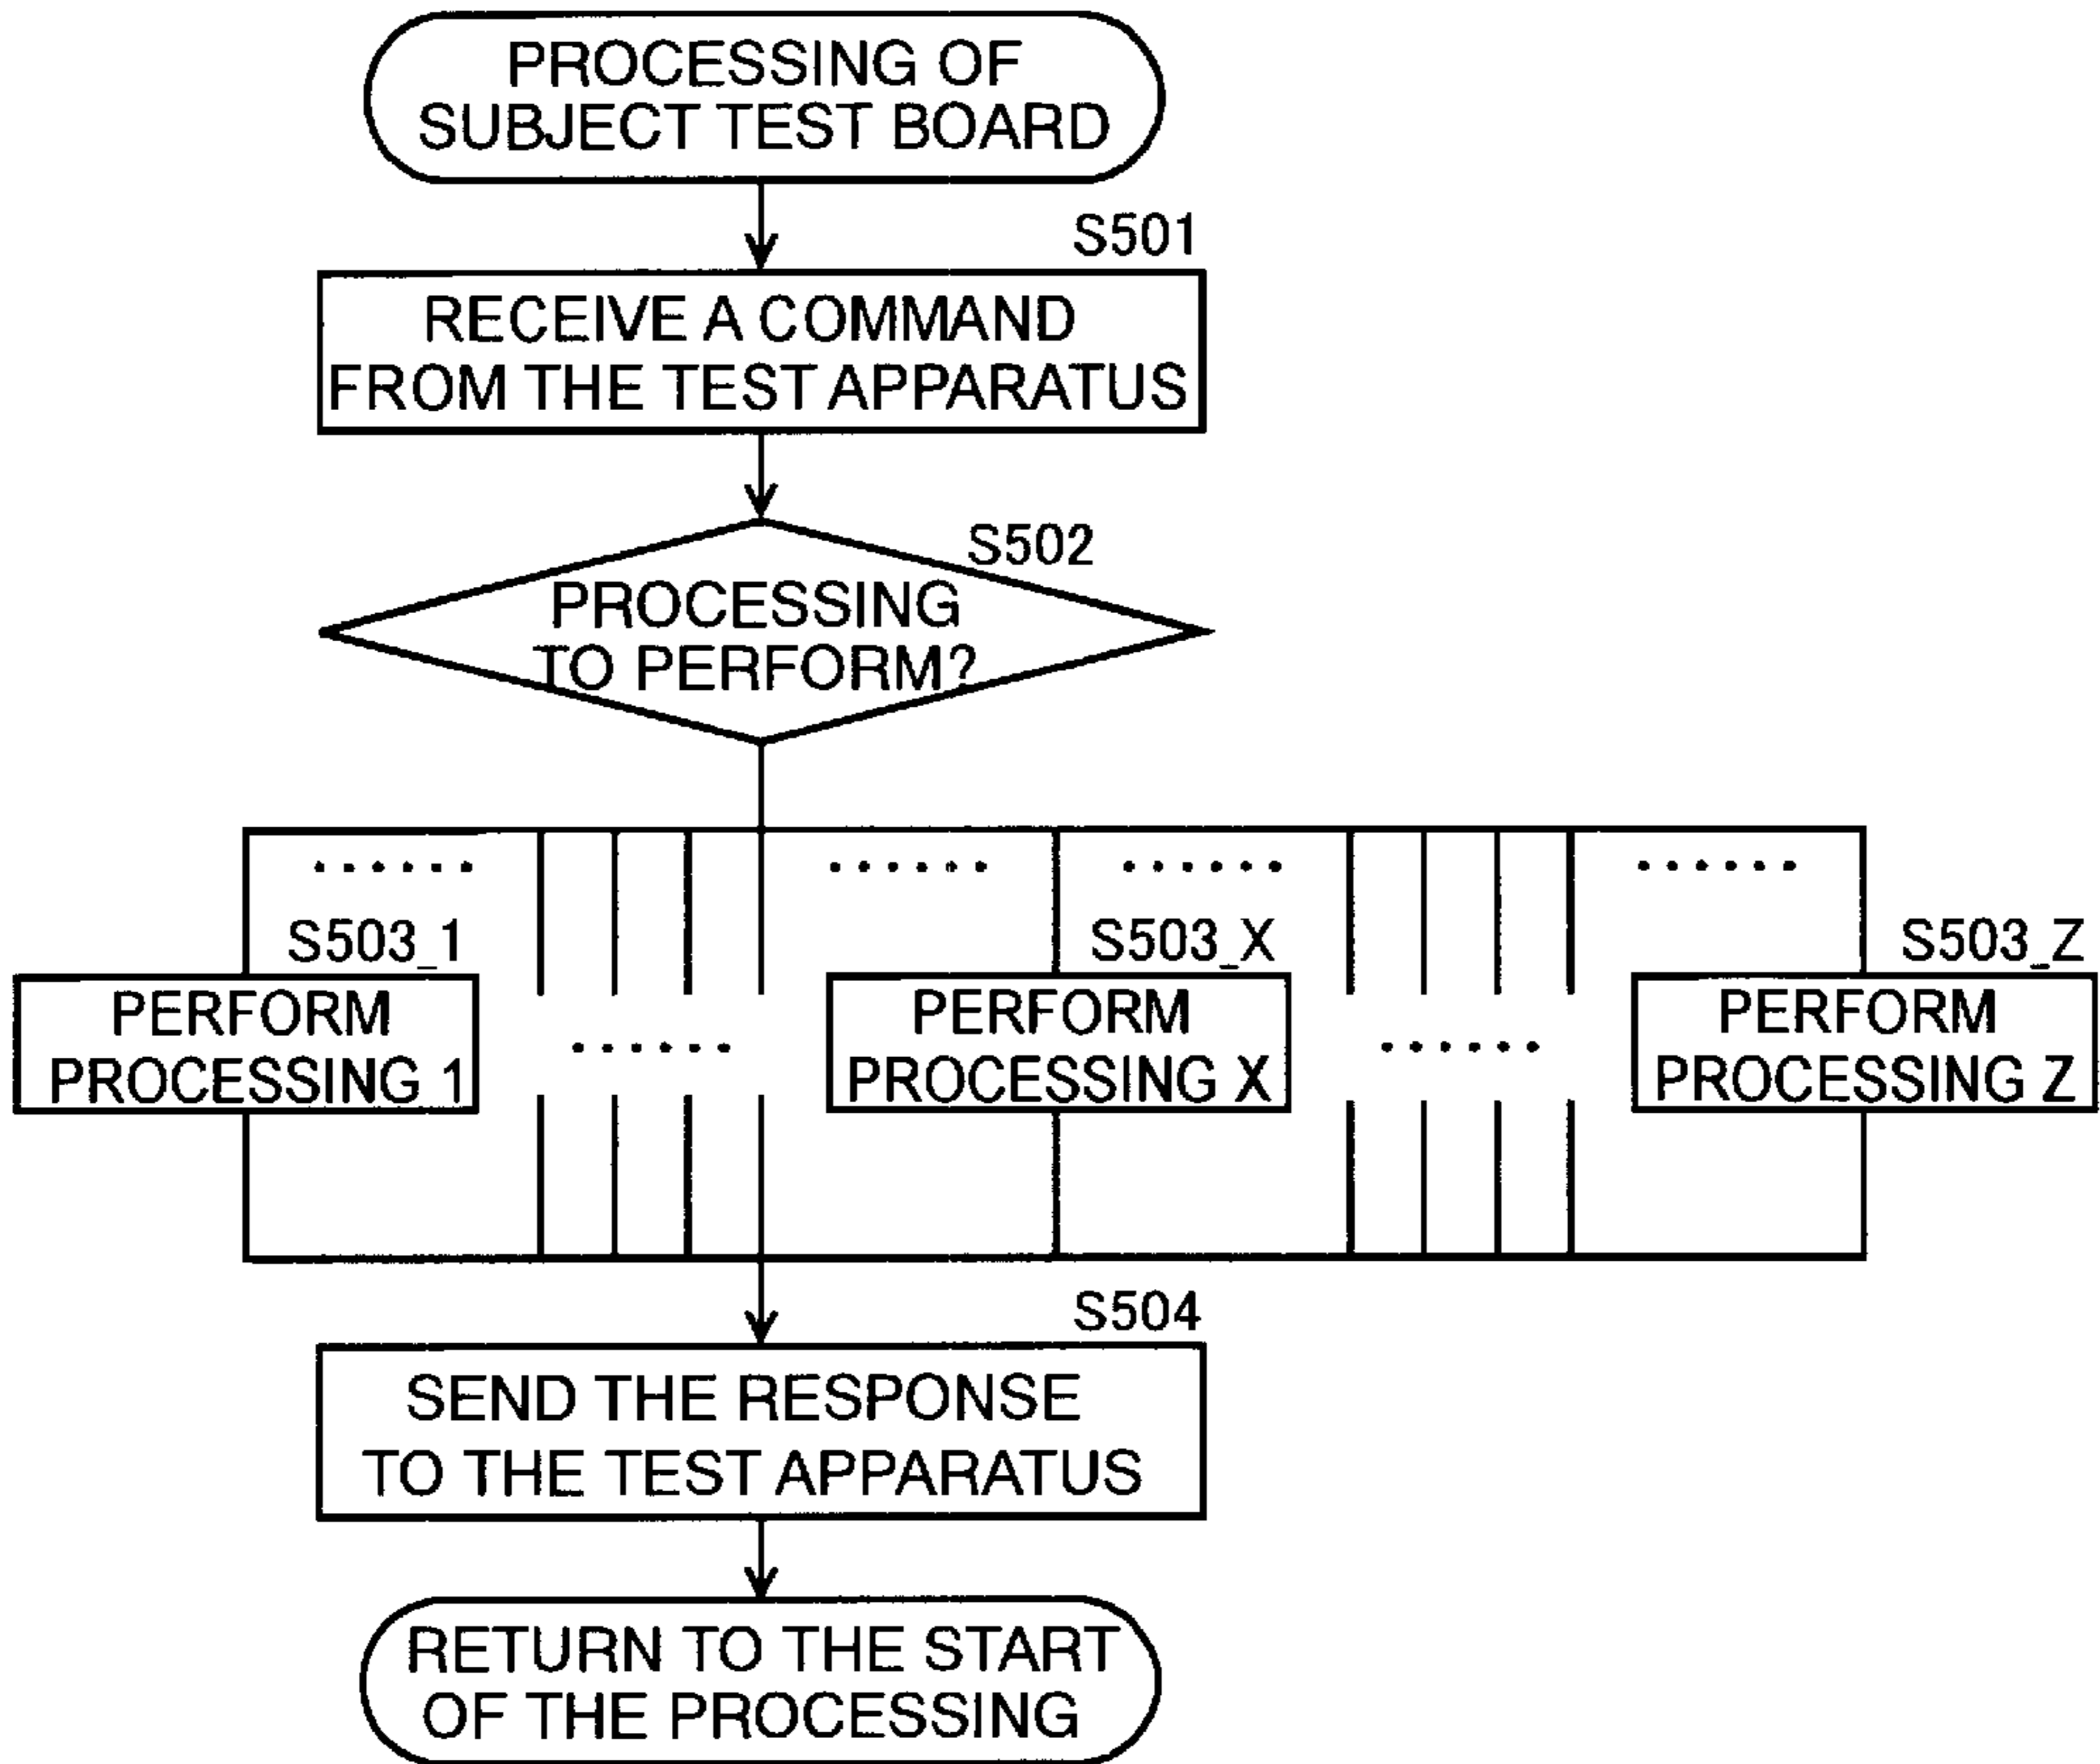 PROCESSING OF
SUBJECT TEST BOARD
S501
RECEIVE A COMMAND
FROM THE TEST APPARATUS
S502
PROCESSING
TO PERFORM?
......
......
......
......
S503_1
S503_X
S503_Z
PERFORM
PROCESSING 1
......
PERFORM
PROCESSING X
......
PERFORM
PROCESSING Z
S504
SEND THE RESPONSE
TO THE TEST APPARATUS
RETURN TO THE START
OF THE PROCESSING